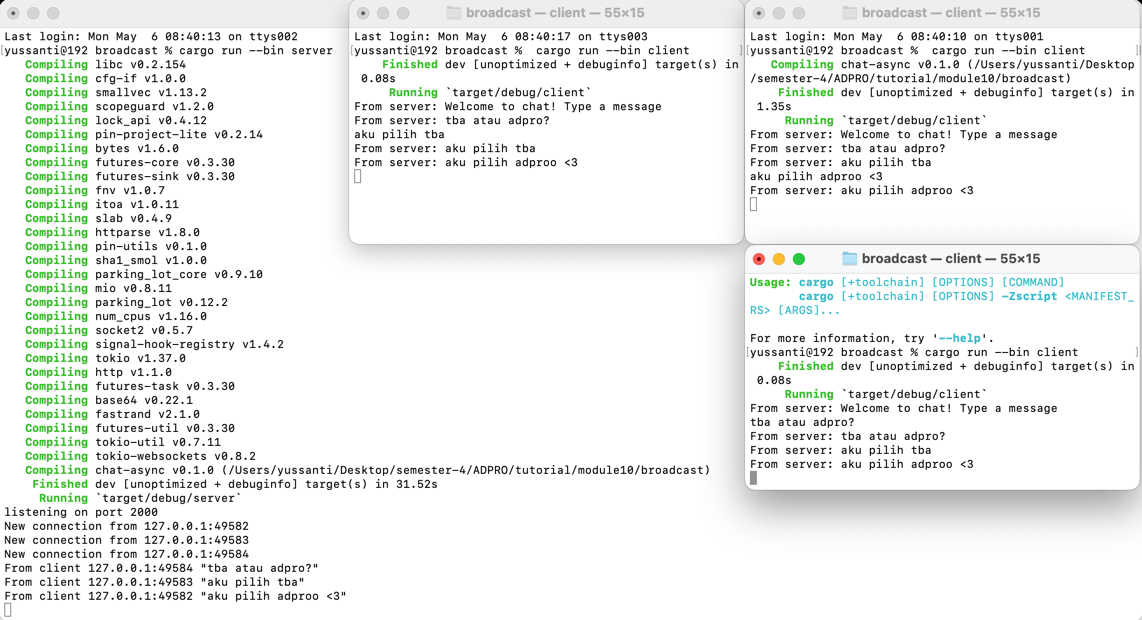 Last login: Mon May  6 08:40:13 on ttys002
[yussanti@192 broadcast % cargo run --bin server
Compiling libc v0.2.154
Compiling cfg-if v1.0.0
Compiling smallvec v1.13.2
Compiling scopeguard v1.2.0
Compiling lock_api v0.4.12
Compiling pin-project-lite v0.2.14
Compiling bytes v1.6.0
Compiling futures-core v0.3.30
Compiling futures-sink v0.3.30
Compiling fnv v1.0.7
Compiling itoa v1.0.11
Compiling slab v0.4.9
Compiling httparse v1.8.0
Compiling pin-utils v0.1.0
Compiling sha1_smol v1.0.0
Compiling parking_lot_core v0.9.10
Compiling mio v0.8.11
Compiling parking_lot v0.12.2
Compiling num_cpus v1.16.0
Compiling socket2 v0.5.7
Compiling signal-hook-registry v1.4.2
Compiling tokio v1.37.0
Compiling http v1.1.0
Compiling futures-task v0.3.30
Compiling base64 v0.22.1
Compiling fastrand v2.1.0
Compiling futures-util v0.3.30
Compiling tokio-util v0.7.11
Compiling tokio-websockets v0.8.2
Compiling chat-async v0.1.0 (/Users/yussanti/Desktop/semester-4/ADPRO/tutorial/module10/broadcast)
Finished dev [unoptimized + debuginfo] target(s) in 31.52s
Running `target/debug/server`
listening on port 2000
New connection from 127.0.0.1:49582
New connection from 127.0.0.1:49583
New connection from 127.0.0.1:49584
From client 127.0.0.1:49584 "tba atau adpro?"
From client 127.0.0.1:49583 "aku pilih tba"
From client 127.0.0.1:49582 "aku pilih adproo <3"
broadcast — client — 55×15
Last login: Mon May  6 08:40:17 on ttys003
[yussanti@192 broadcast %  cargo run --bin client ]
Finished dev [unoptimized + debuginfo] target(s) in
0.08s
Running `target/debug/client`
From server: Welcome to chat! Type a message
From server: tba atau adpro?
aku pilih tba
From server: aku pilih tba
From server: aku pilih adproo <3
broadcast — client — 55×15
Last login: Mon May  6 08:40:10 on ttys001
[yussanti@192 broadcast %  cargo run --bin client ]
Compiling chat-async v0.1.0 (/Users/yussanti/Desktop
/semester-4/ADPRO/tutorial/module10/broadcast)
Finished dev [unoptimized + debuginfo] target(s) in
1.35s
Running `target/debug/client`
From server: Welcome to chat! Type a message
From server: tba atau adpro?
From server: aku pilih tba
aku pilih adproo <3
From server: aku pilih adproo <3
broadcast — client — 55×15
Usage: cargo [+toolchain] [OPTIONS] [COMMAND]
cargo [+toolchain] [OPTIONS] -Zscript <MANIFEST_
RS> [ARGS]...
For more information, try '--help'.
[yussanti@192 broadcast % cargo run --bin client ]
Finished dev [unoptimized + debuginfo] target(s) in
0.08s
Running `target/debug/client`
From server: Welcome to chat! Type a message
tba atau adpro?
From server: tba atau adpro?
From server: aku pilih tba
From server: aku pilih adproo <3